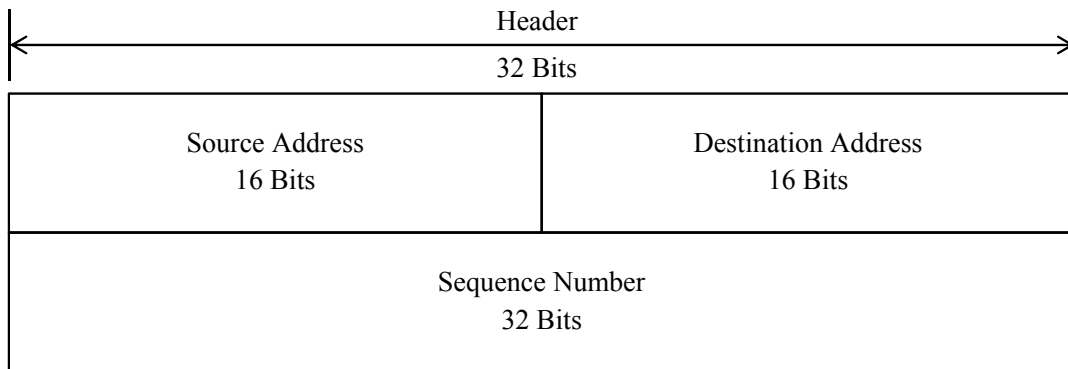 Header
32 Bits
Source Address
16 Bits
Destination Address
16 Bits
Sequence Number
32 Bits